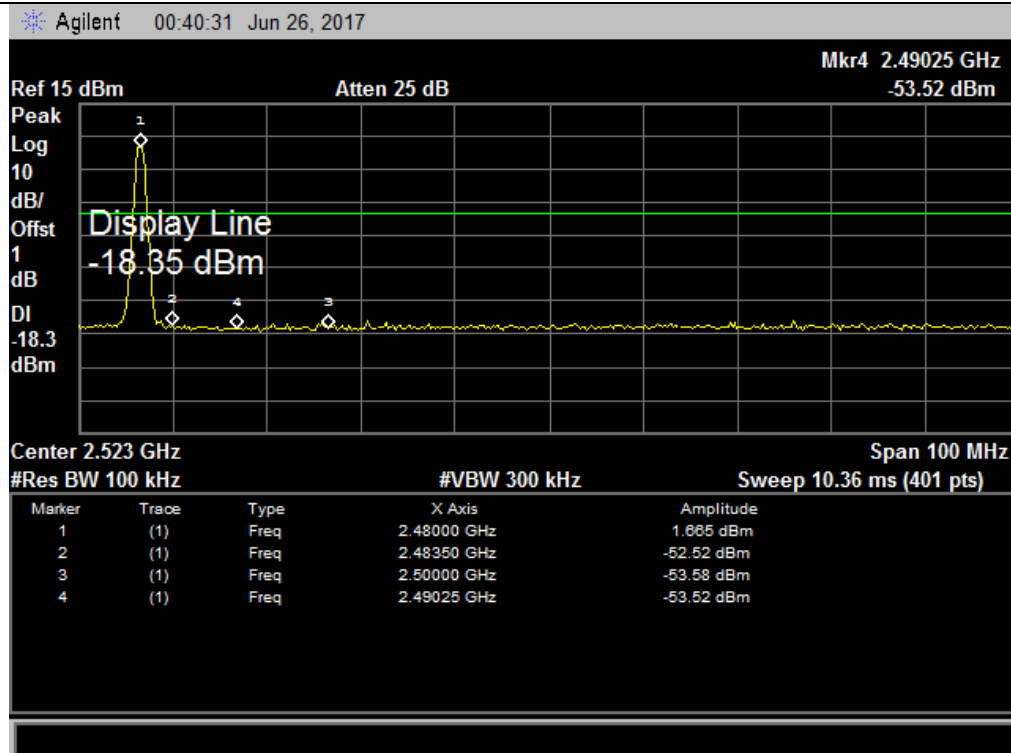 Agilent 00:40:31 Jun 26, 2017
Mkr4 2.49025 GHz
Ref 15 dBm Atten 25 dB -53.52 dBm
Peak
Log
10
dB/
Offst
1
dB
DI
-18.3
dBm
1
Display Line
-18.35 dBm
2 4 3
Center 2.523 GHz Span 100 MHz
#Res BW 100 kHz #VBW 300 kHz Sweep 10.36 ms (401 pts)
Marker Trace Type X Axis Amplitude
1 (1) Freq 2.48000 GHz 1.665 dBm
2 (1) Freq 2.48350 GHz -52.52 dBm
3 (1) Freq 2.50000 GHz -53.58 dBm
4 (1) Freq 2.49025 GHz -53.52 dBm